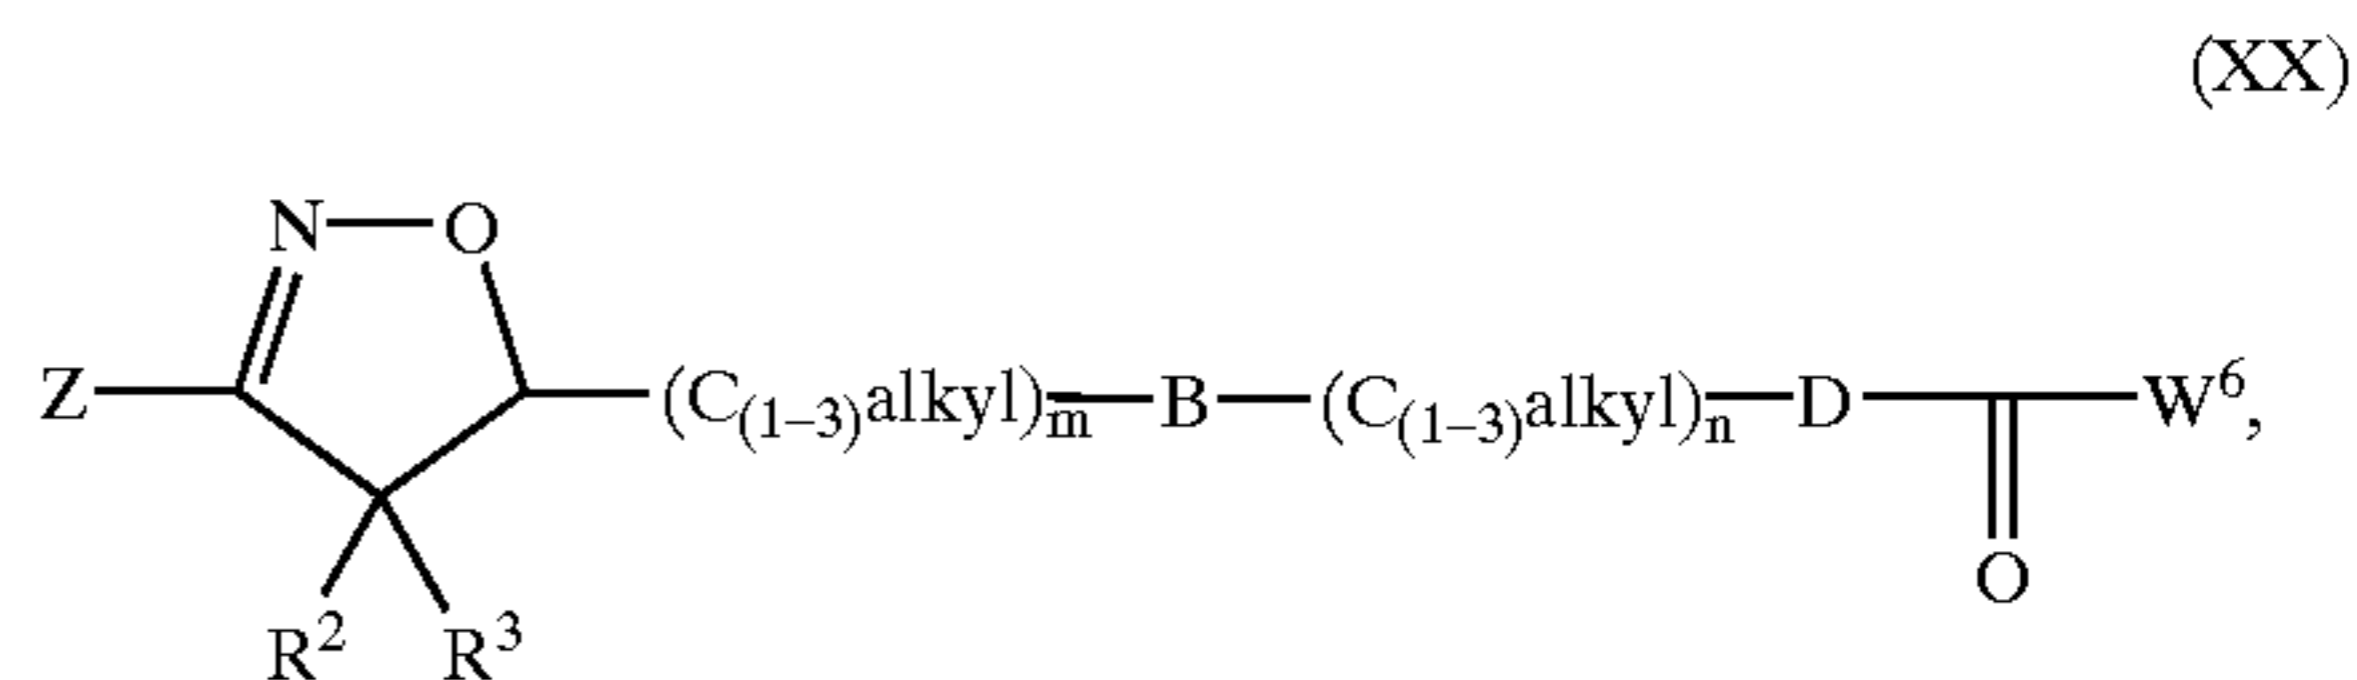 (XX)
N—O
Z—(C(1–3)alkyl)m—B—(C(1–3)alkyl)n—D—W⁶,
O
R² R³